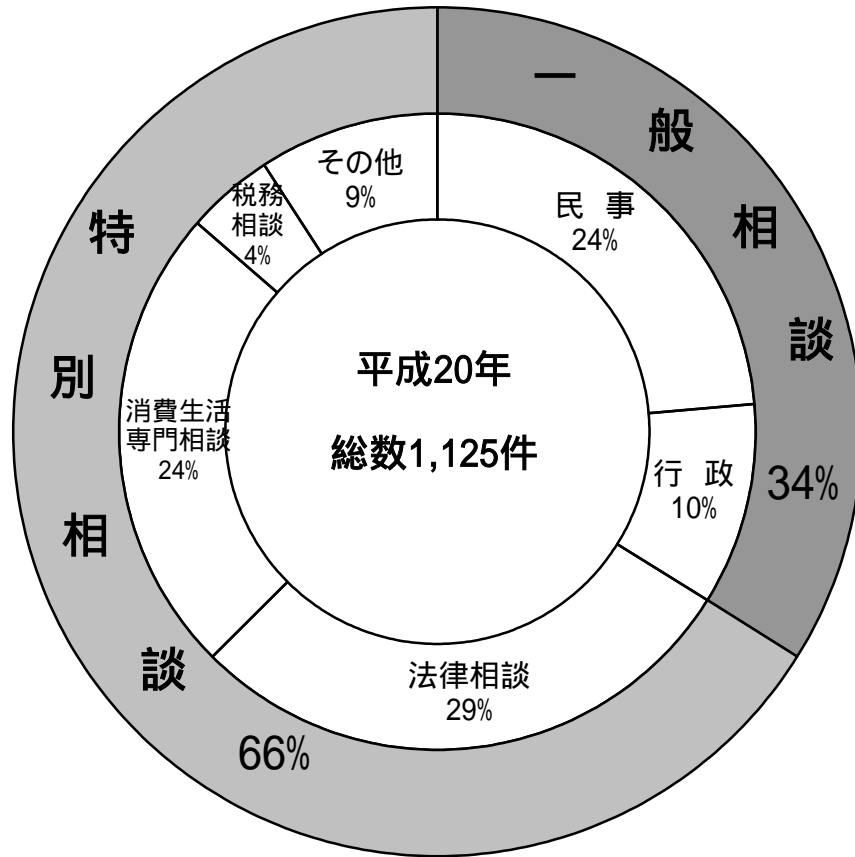 平成20年
総数1,125件
一般相談
34%
民 事
24%
行 政
10%
特別相談
66%
法律相談
29%
消費生活
専門相談
24%
税務
相談
4%
その他
9%